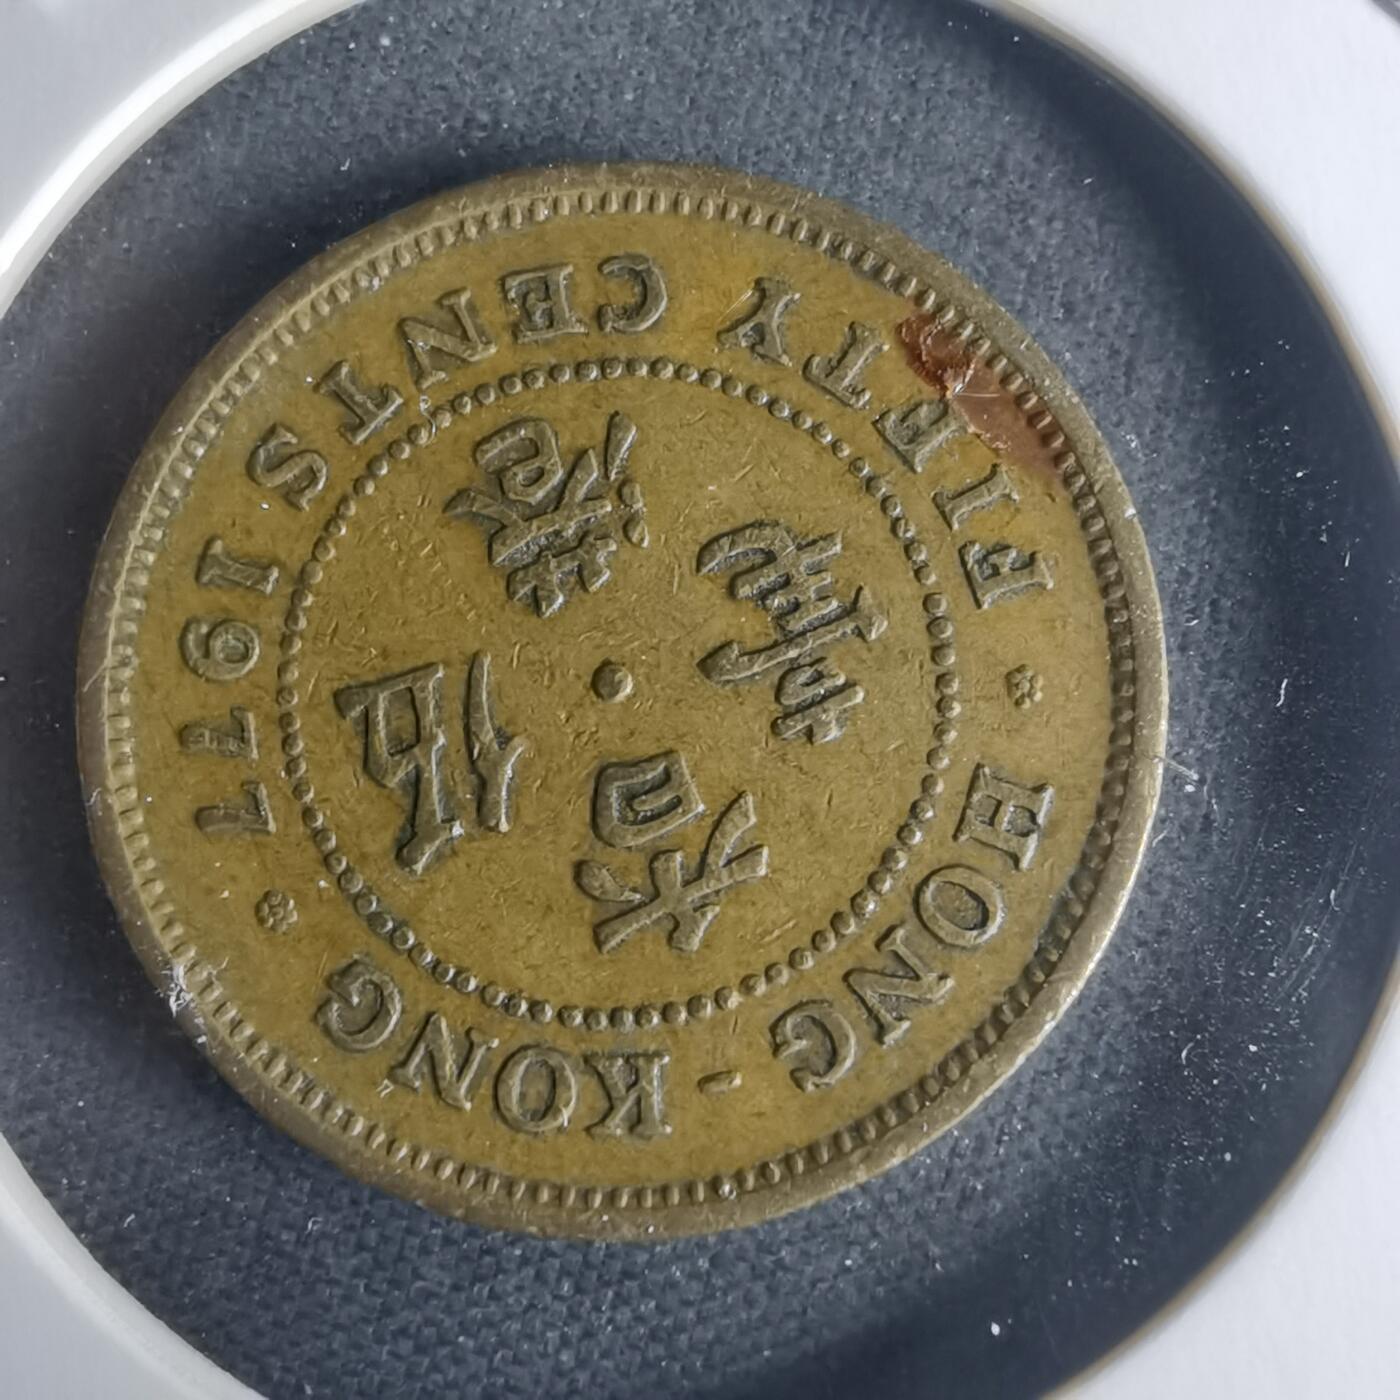 HONG-KONG
香
港
伍
毫
FIFTY CENTS 1977